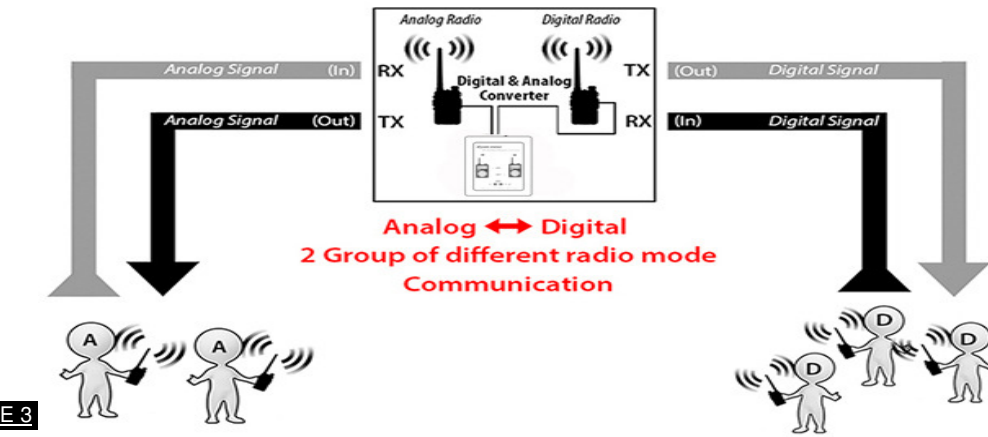 Analog Radio
Digital Radio
Analog Signal (In)
RX
TX
(Out) Digital Signal
Digital & Analog
Converter
Analog Signal (Out)
TX
RX
(In) Digital Signal
Analog ↔ Digital
2 Group of different radio mode
Communication
A
A
D
D
D
E 3